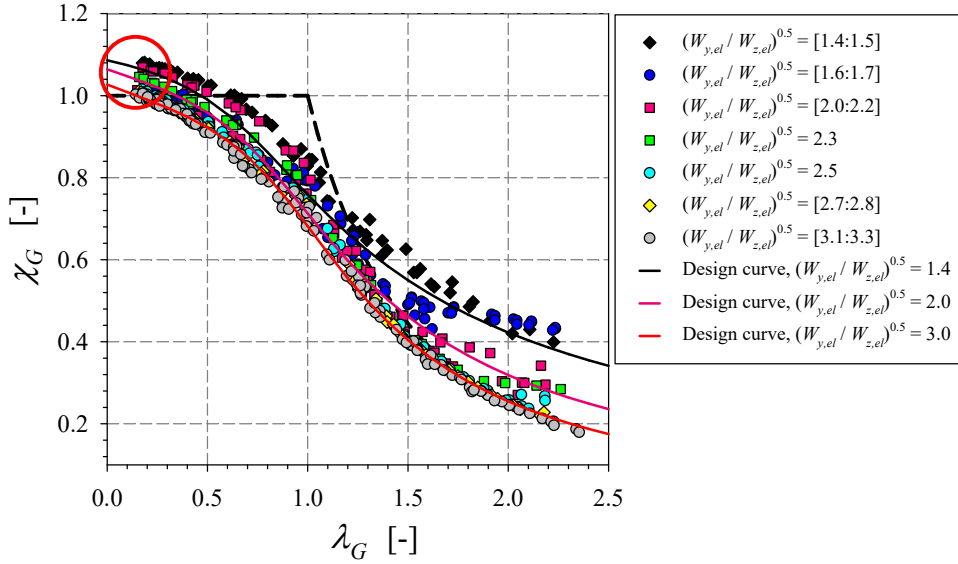 1.2
1.0
0.8
0.6
0.4
0.2
χG [-]
0.0 0.5 1.0 1.5 2.0 2.5
λG [-]
(Wy,el / Wz,el)0.5 = [1.4:1.5]
(Wy,el / Wz,el)0.5 = [1.6:1.7]
(Wy,el / Wz,el)0.5 = [2.0:2.2]
(Wy,el / Wz,el)0.5 = 2.3
(Wy,el / Wz,el)0.5 = 2.5
(Wy,el / Wz,el)0.5 = [2.7:2.8]
(Wy,el / Wz,el)0.5 = [3.1:3.3]
Design curve, (Wy,el / Wz,el)0.5 = 1.4
Design curve, (Wy,el / Wz,el)0.5 = 2.0
Design curve, (Wy,el / Wz,el)0.5 = 3.0